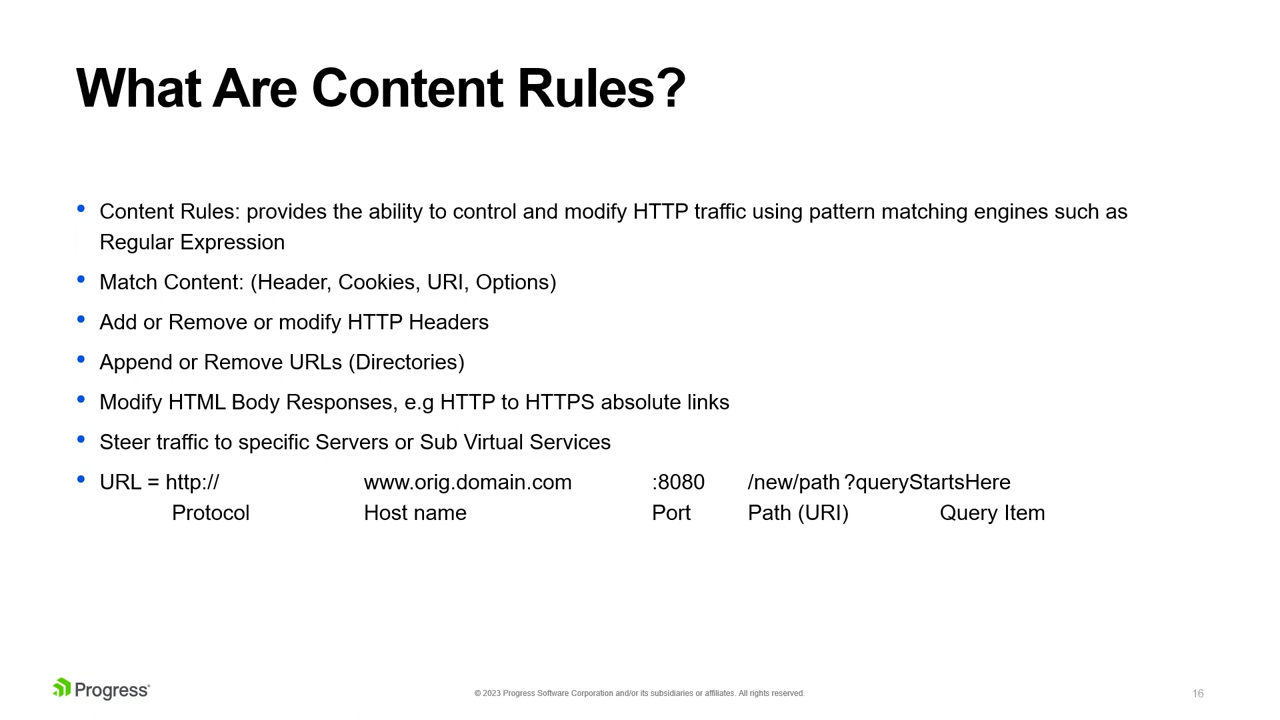 What Are Content Rules?
• Content Rules: provides the ability to control and modify HTTP traffic using pattern matching engines such as
Regular Expression
• Match Content: (Header, Cookies, URI, Options)
• Add or Remove or modify HTTP Headers
• Append or Remove URLs (Directories)
• Modify HTML Body Responses, e.g HTTP to HTTPS absolute links
• Steer traffic to specific Servers or Sub Virtual Services
• URL = http:// www.orig.domain.com :8080 /new/path ?queryStartsHere
Protocol Host name Port Path (URI) Query Item
Progress
© 2023 Progress Software Corporation and/or its subsidiaries or affiliates. All rights reserved.
16